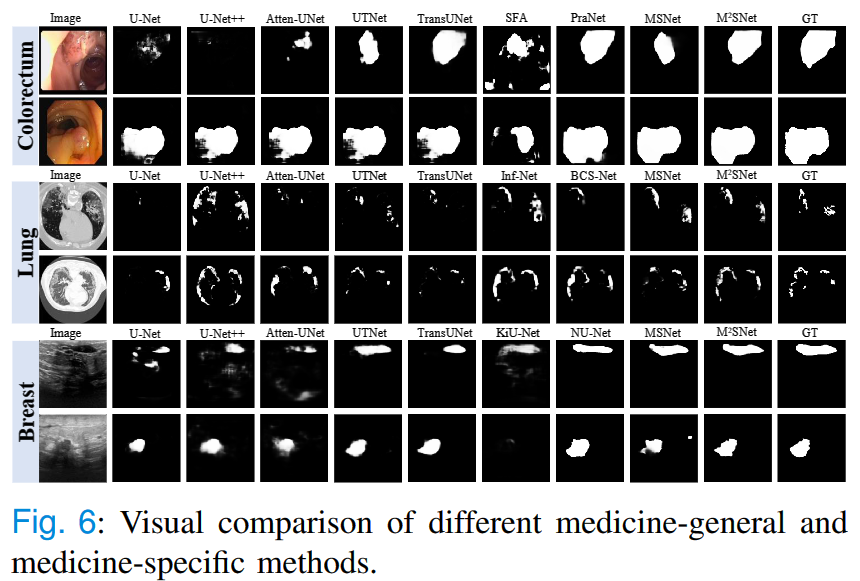 Image U-Net U-Net++ Atten-UNet UTNet TransUNet SFA PraNet MSNet M²SNet GT
Colorectum
Image U-Net U-Net++ Atten-UNet UTNet TransUNet Inf-Net BCS-Net MSNet M²SNet GT
Lung
Image U-Net U-Net++ Atten-UNet UTNet TransUNet KiU-Net NU-Net MSNet M²SNet GT
Breast
Fig. 6: Visual comparison of different medicine-general and
medicine-specific methods.